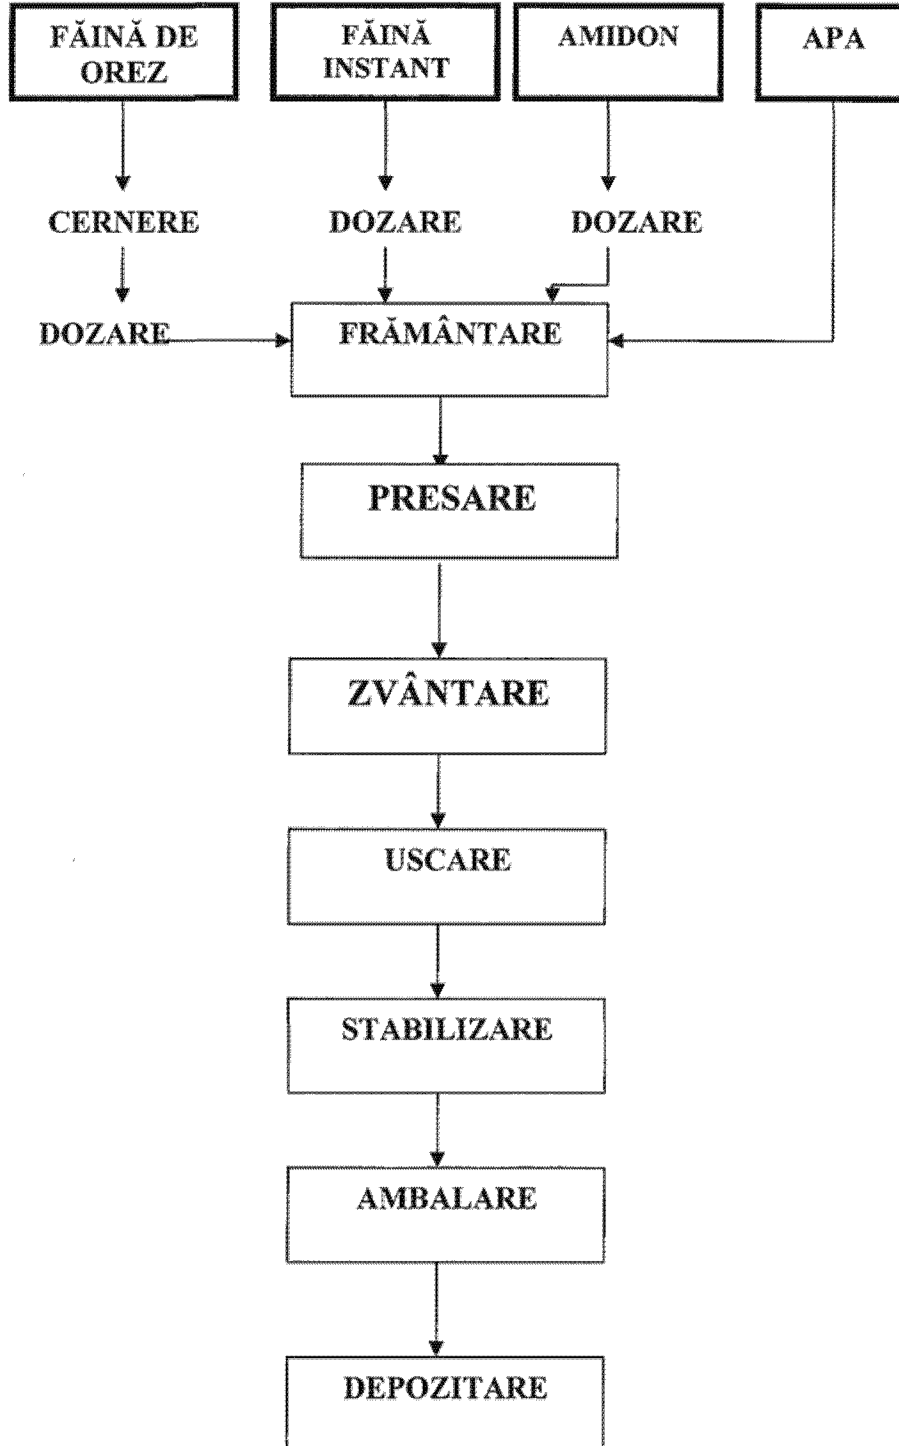 FĂINĂ DE
OREZ
FĂINĂ
INSTANT
AMIDON
APA
CERNERE
DOZARE
DOZARE
DOZARE
FRĂMÂNTARE
PRESARE
ZVÂNTARE
USCARE
STABILIZARE
AMBALARE
DEPOZITARE